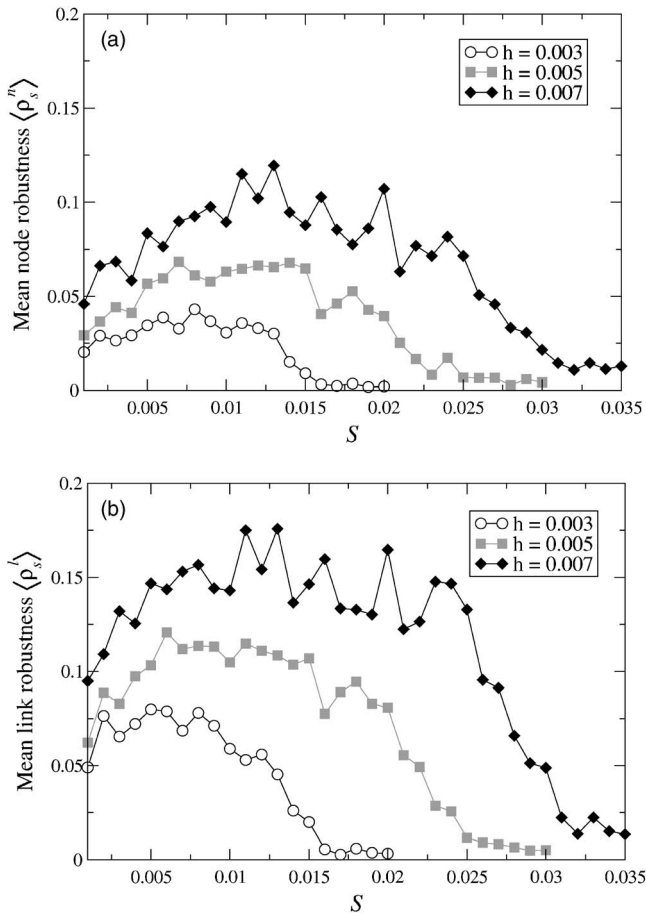 0.2
(a)
h = 0.003
h = 0.005
h = 0.007
0.15
0.1
0.05
0
Mean node robustness ⟨ρₛⁿ⟩
0.005 0.01 0.015 0.02 0.025 0.03 0.035
S
0.2
(b)
h = 0.003
h = 0.005
h = 0.007
0.15
0.1
0.05
0
Mean link robustness ⟨ρₛˡ⟩
0.005 0.01 0.015 0.02 0.025 0.03 0.035
S